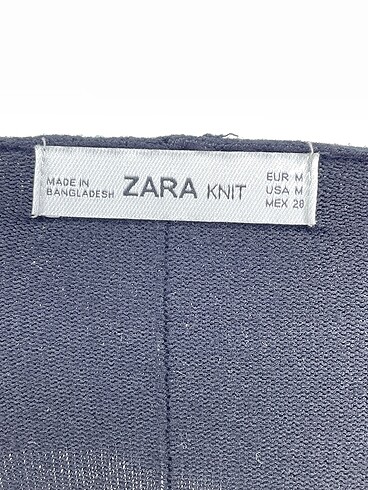 MADE IN
BANGLADESH
ZARA KNIT
EUR M
USA M
MEX 28